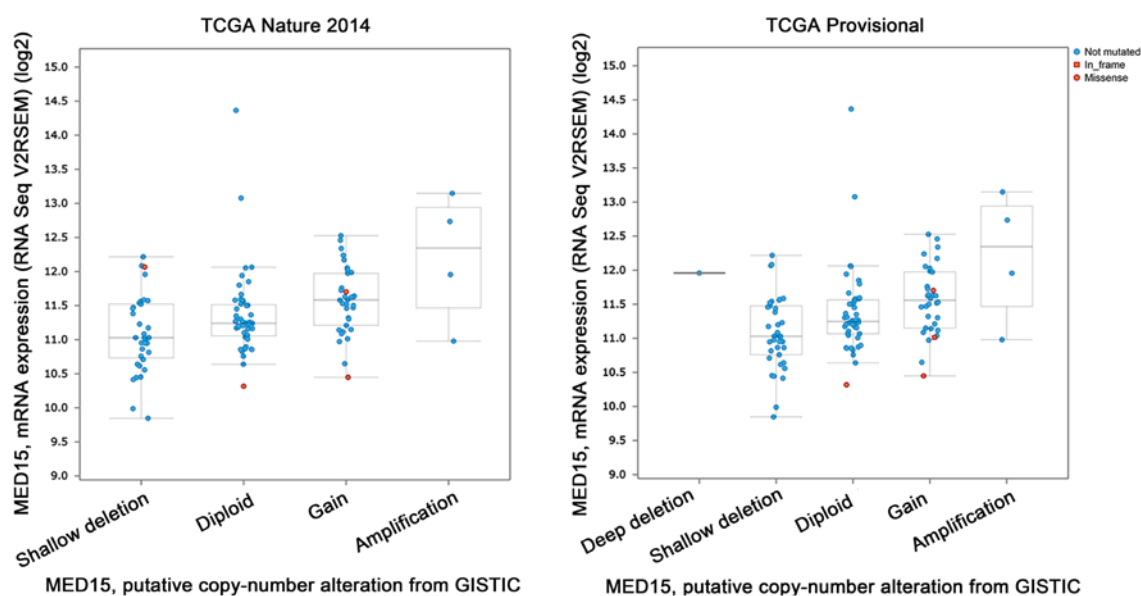 TCGA Nature 2014
MED15, mRNA expression (RNA Seq V2RSEM) (log2)
15.0
14.5
14.0
13.5
13.0
12.5
12.0
11.5
11.0
10.5
10.0
9.5
9.0
Shallow deletion
Diploid
Gain
Amplification
MED15, putative copy-number alteration from GISTIC
TCGA Provisional
MED15, mRNA expression (RNA Seq V2RSEM) (log2)
15.0
14.5
14.0
13.5
13.0
12.5
12.0
11.5
11.0
10.5
10.0
9.5
9.0
Deep deletion
Shallow deletion
Diploid
Gain
Amplification
MED15, putative copy-number alteration from GISTIC
Not mutated
In_frame
Missense